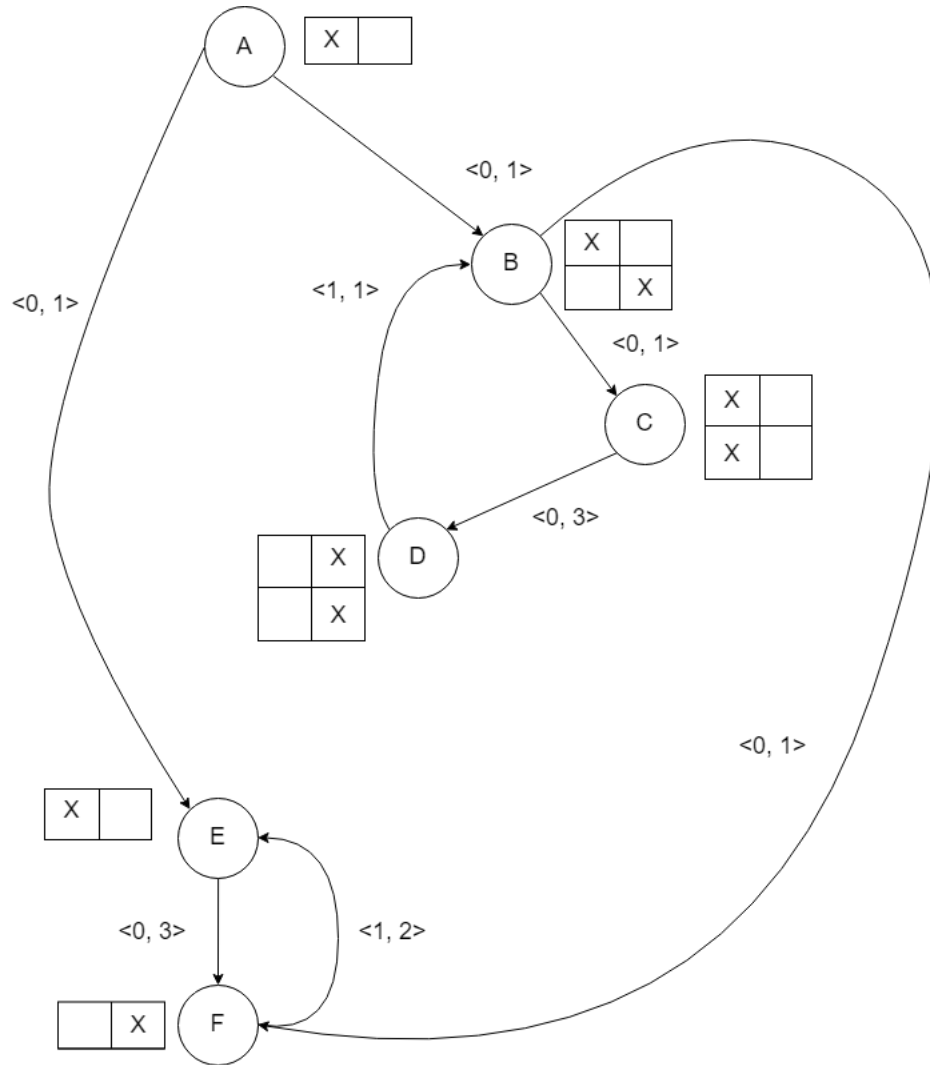 A
X
<0, 1>
<0, 1>
<1, 1>
B
X
X
<0, 1>
C
X
X
<0, 3>
D
X
X
<0, 1>
X
E
<0, 3>
<1, 2>
X
F